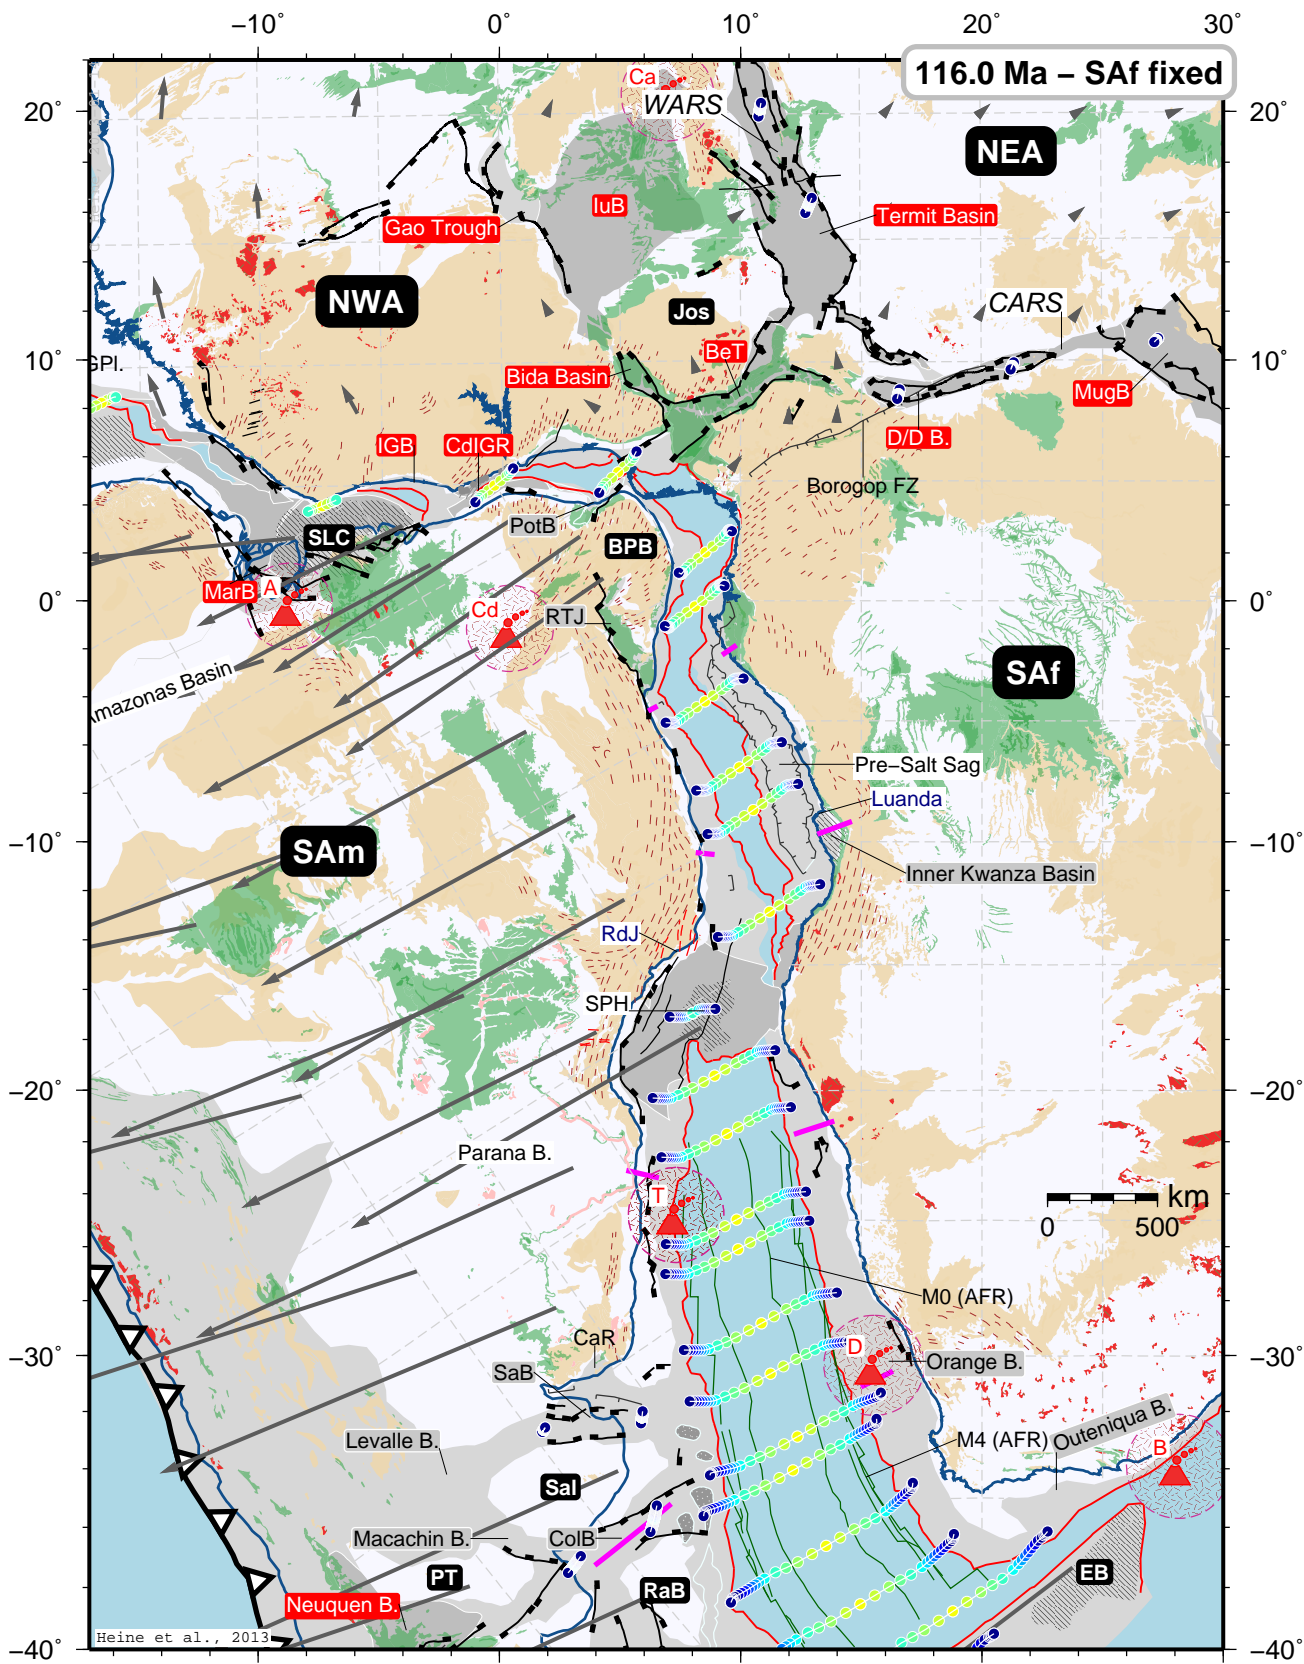 −10° 0° 10° 20° 30°
116.0 Ma – SAf fixed
Ca
WARS
20° 20°
NEA
IuB
Termit Basin
Gao Trough
NWA
CARS
Jos
BeT
GPl.
10° 10°
Bida Basin
MugB
IGB
CdIGR
D/D B.
Borogop FZ
PotB
SLC
BPB
MarB
A
0° 0°
Cd
RTJ
Amazonas Basin
SAf
Pre−Salt Sag
Luanda
SAm
−10° −10°
Inner Kwanza Basin
RdJ
SPH
−20° −20°
Parana B.
T
km
0 500
M0 (AFR)
CaR
D
−30° −30°
Orange B.
SaB
Outeniqua B.
Levalle B.
M4 (AFR)
B
Sal
Macachin B.
ColB
PT
EB
RaB
Neuquen B.
Heine et al., 2013
−40° −40°